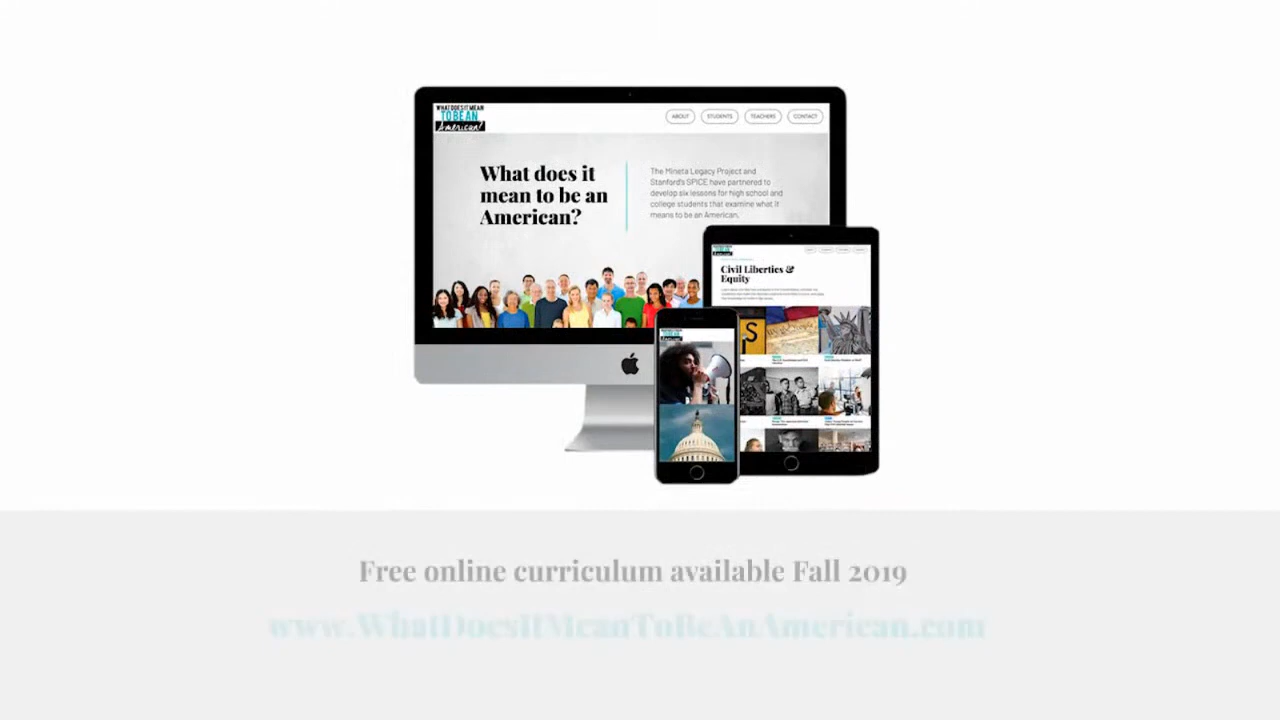 WHAT DOES IT MEAN
TO BE AN
American?
ABOUT
STUDENTS
TEACHERS
CONTACT
What does it
mean to be an
American?
The Mineta Legacy Project and
Stanford's SPICE have partnered to
develop six lessons for high school and
college students that examine what it
means to be an American.
Civil Liberties &
Equity
Free online curriculum available Fall 2019
www.WhatDoesItMeanToBeAnAmerican.com